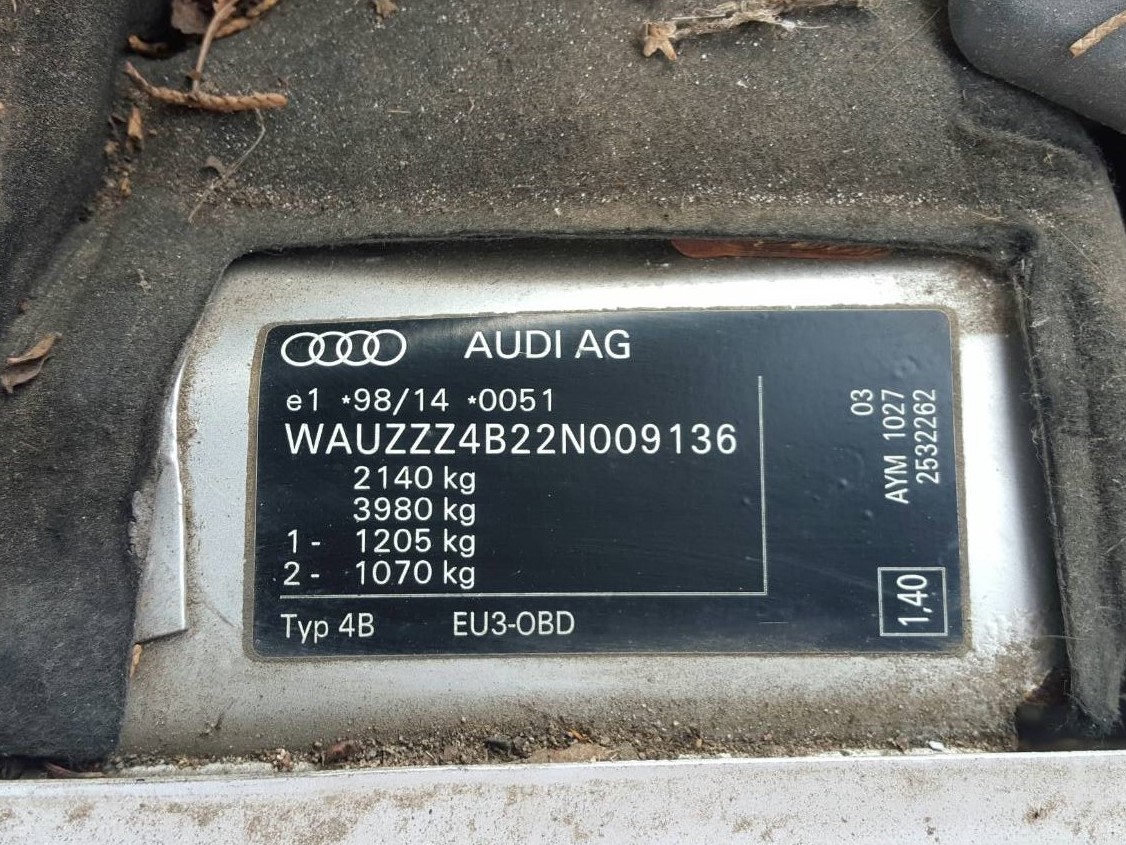 AUDI AG
e1 *98/14 *0051
WAUZZZ4B22N009136
2140 kg
3980 kg
1- 1205 kg
2- 1070 kg
Typ 4B EU3-OBD
03
AYM 1027
2532262
1,40